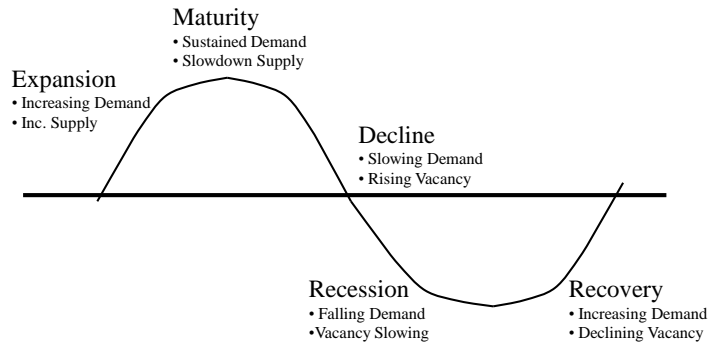 Maturity
• Sustained Demand
• Slowdown Supply
Expansion
• Increasing Demand
• Inc. Supply
Decline
• Slowing Demand
• Rising Vacancy
Recession
• Falling Demand
•Vacancy Slowing
Recovery
• Increasing Demand
• Declining Vacancy